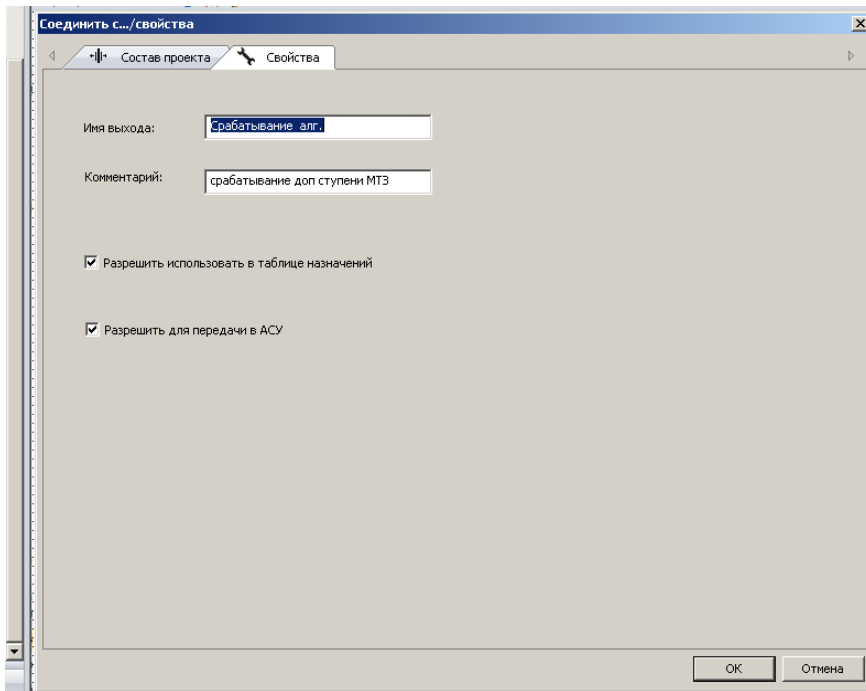 Соединить с.../свойства
Состав проекта
Свойства
Имя выхода:
Срабатывание алг.
Комментарий:
срабатывание доп ступени МТЗ
Разрешить использовать в таблице назначений
Разрешить для передачи в АСУ
OK
Отмена